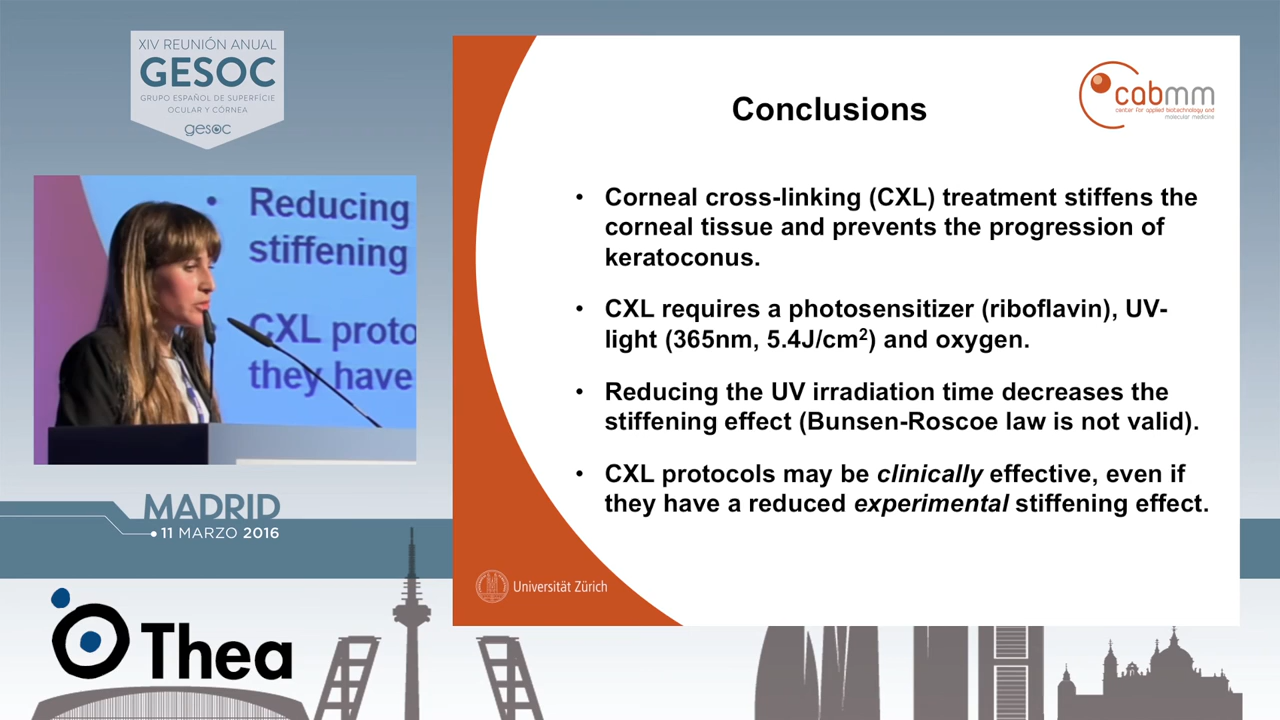 XIV REUNIÓN ANUAL
GESOC
GRUPO ESPAÑOL DE SUPERFÍCIE
OCULAR Y CÓRNEA
gesoc
• Reducing
stiffening
CXL proto
they have
MADRID
11 MARZO 2016
Thea
Conclusions
cabmm
center for applied biotechnology and
molecular medicine
• Corneal cross-linking (CXL) treatment stiffens the
corneal tissue and prevents the progression of
keratoconus.
• CXL requires a photosensitizer (riboflavin), UV-
light (365nm, 5.4J/cm²) and oxygen.
• Reducing the UV irradiation time decreases the
stiffening effect (Bunsen-Roscoe law is not valid).
• CXL protocols may be clinically effective, even if
they have a reduced experimental stiffening effect.
Universität Zürich